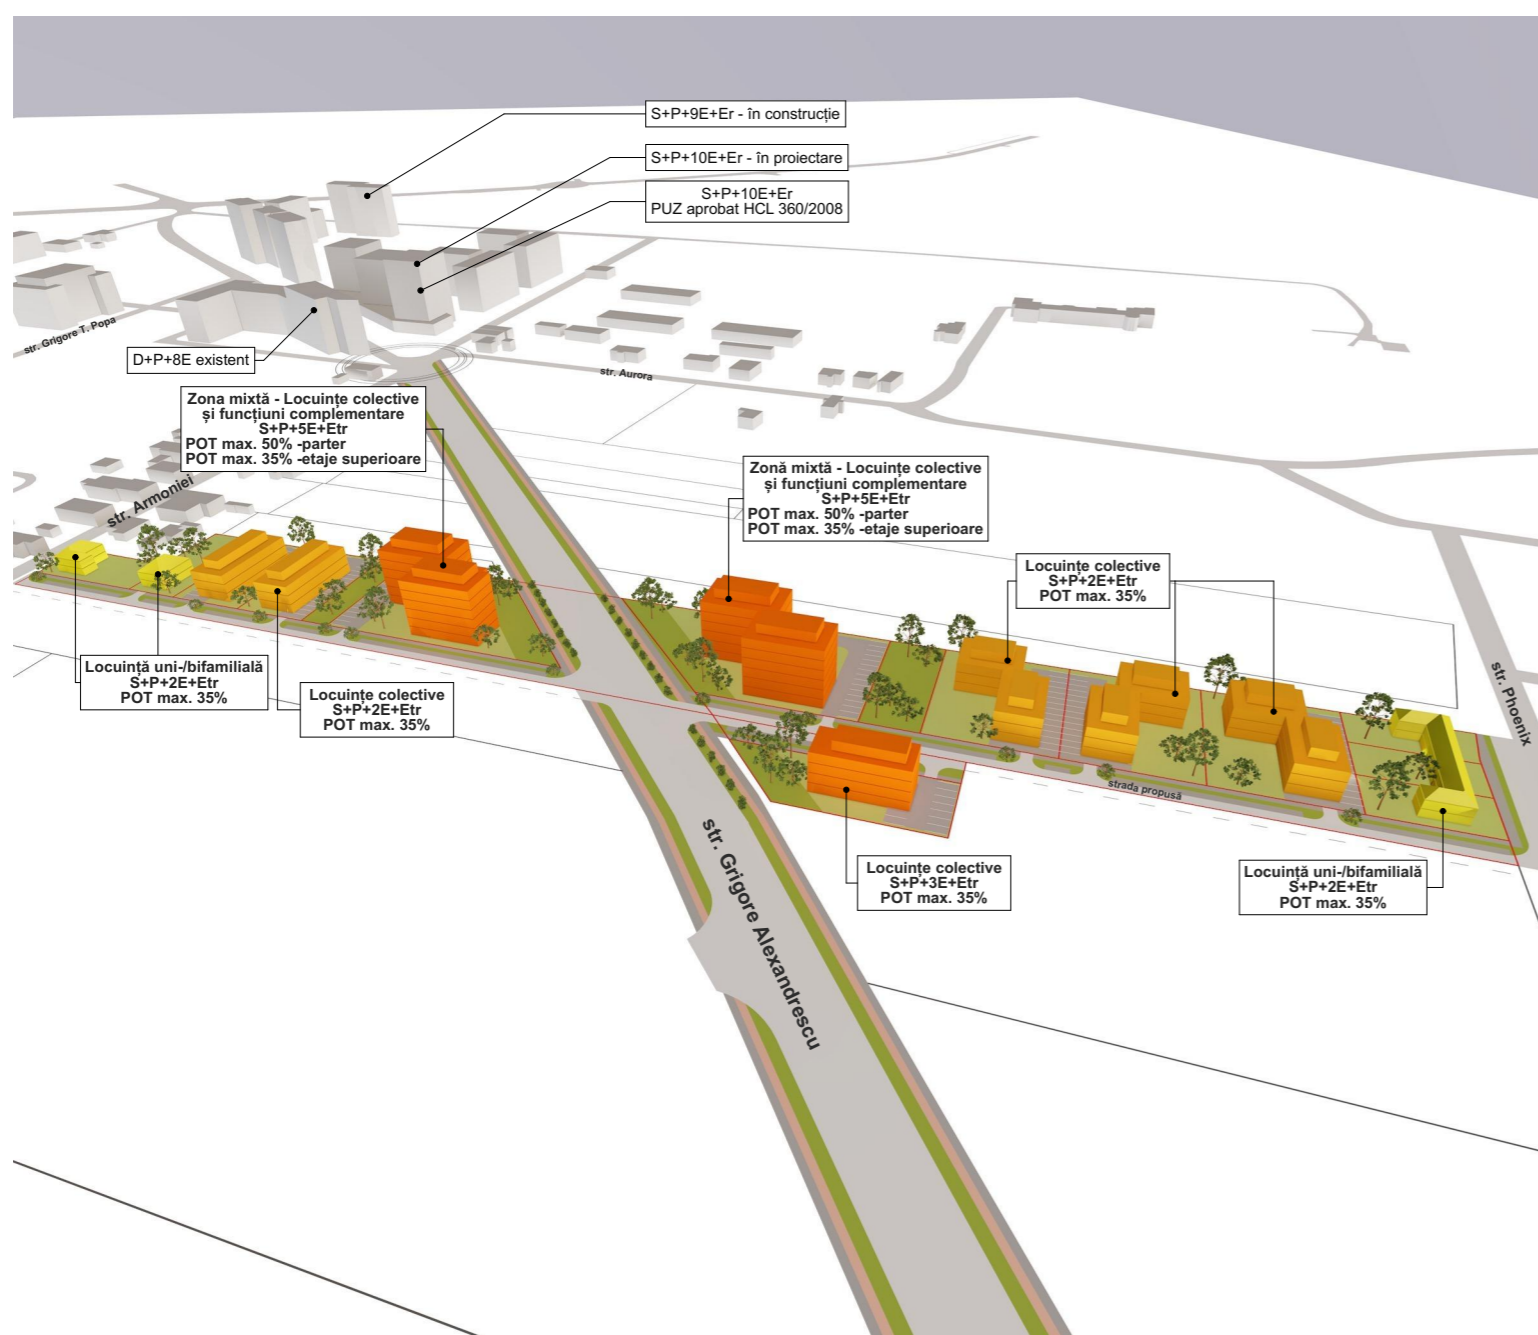 S+P+9E+Er - în construcție
S+P+10E+Er - în proiectare
S+P+10E+Er
PUZ aprobat HCL 360/2008
str. Grigore T. Popa
D+P+8E existent
str. Aurora
Zona mixtă - Locuințe colective
și funcțiuni complementare
S+P+5E+Etr
POT max. 50% -parter
POT max. 35% -etaje superioare
Zonă mixtă - Locuințe colective
și funcțiuni complementare
S+P+5E+Etr
POT max. 50% -parter
POT max. 35% -etaje superioare
str. Armoniei
Locuințe colective
S+P+2E+Etr
POT max. 35%
Locuință uni-/bifamilială
S+P+2E+Etr
POT max. 35%
Locuințe colective
S+P+2E+Etr
POT max. 35%
str. Phoenix
strada propusă
str. Grigore Alexandrescu
Locuințe colective
S+P+3E+Etr
POT max. 35%
Locuință uni-/bifamilială
S+P+2E+Etr
POT max. 35%